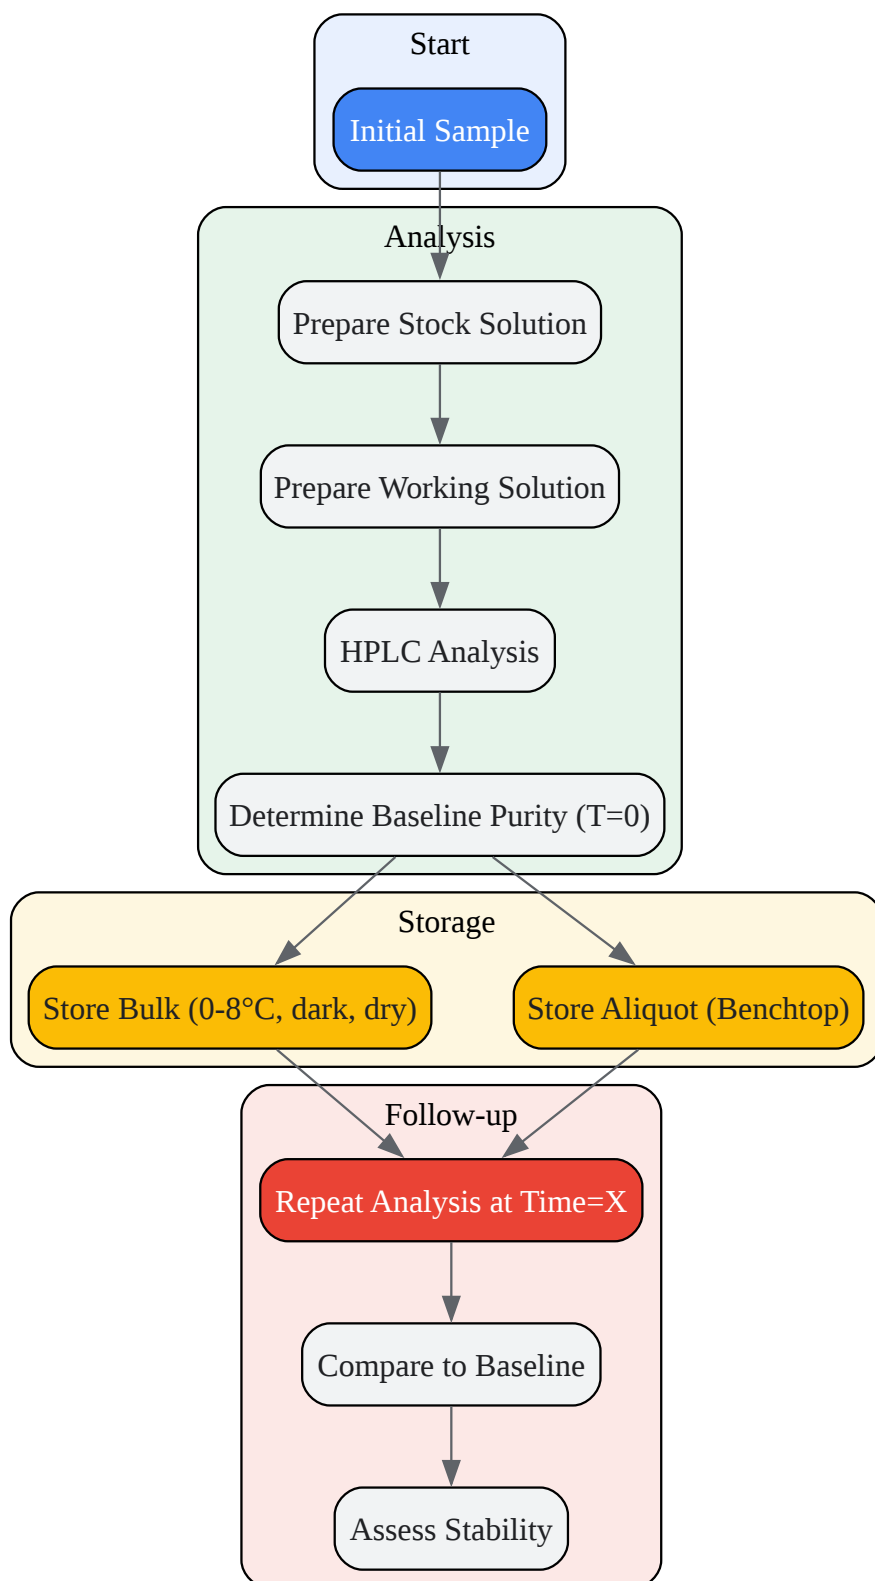 Start
Initial Sample
Analysis
Prepare Stock Solution
Prepare Working Solution
HPLC Analysis
Determine Baseline Purity (T=0)
Storage
Store Bulk (0-8°C, dark, dry)
Store Aliquot (Benchtop)
Follow-up
Repeat Analysis at Time=X
Compare to Baseline
Assess Stability